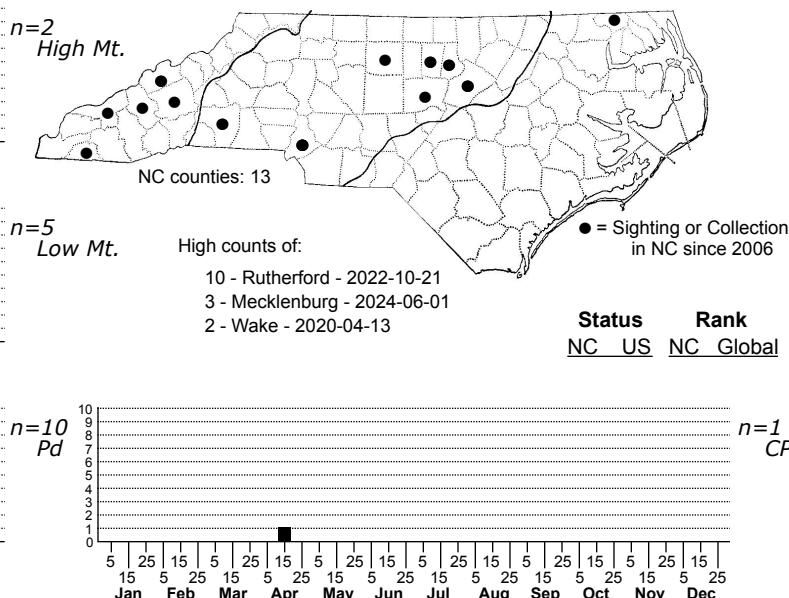 n=2
High Mt.
NC counties: 13
n=5
Low Mt.
High counts of:
10 - Rutherford - 2022-10-21
3 - Mecklenburg - 2024-06-01
2 - Wake - 2020-04-13
● = Sighting or Collection
in NC since 2006
Status Rank
NC US NC Global
n=10
Pd
10
9
8
7
6
5
4
3
2
1
0
n=1
CP
5 15 25 5 15 25 5 15 25 5 15 25 5 15 25 5 15 25 5 15 25 5 15 25 5 15 25 5 15 25 5 15 25 5 15 25
Jan Feb Mar Apr May Jun Jul Aug Sep Oct Nov Dec